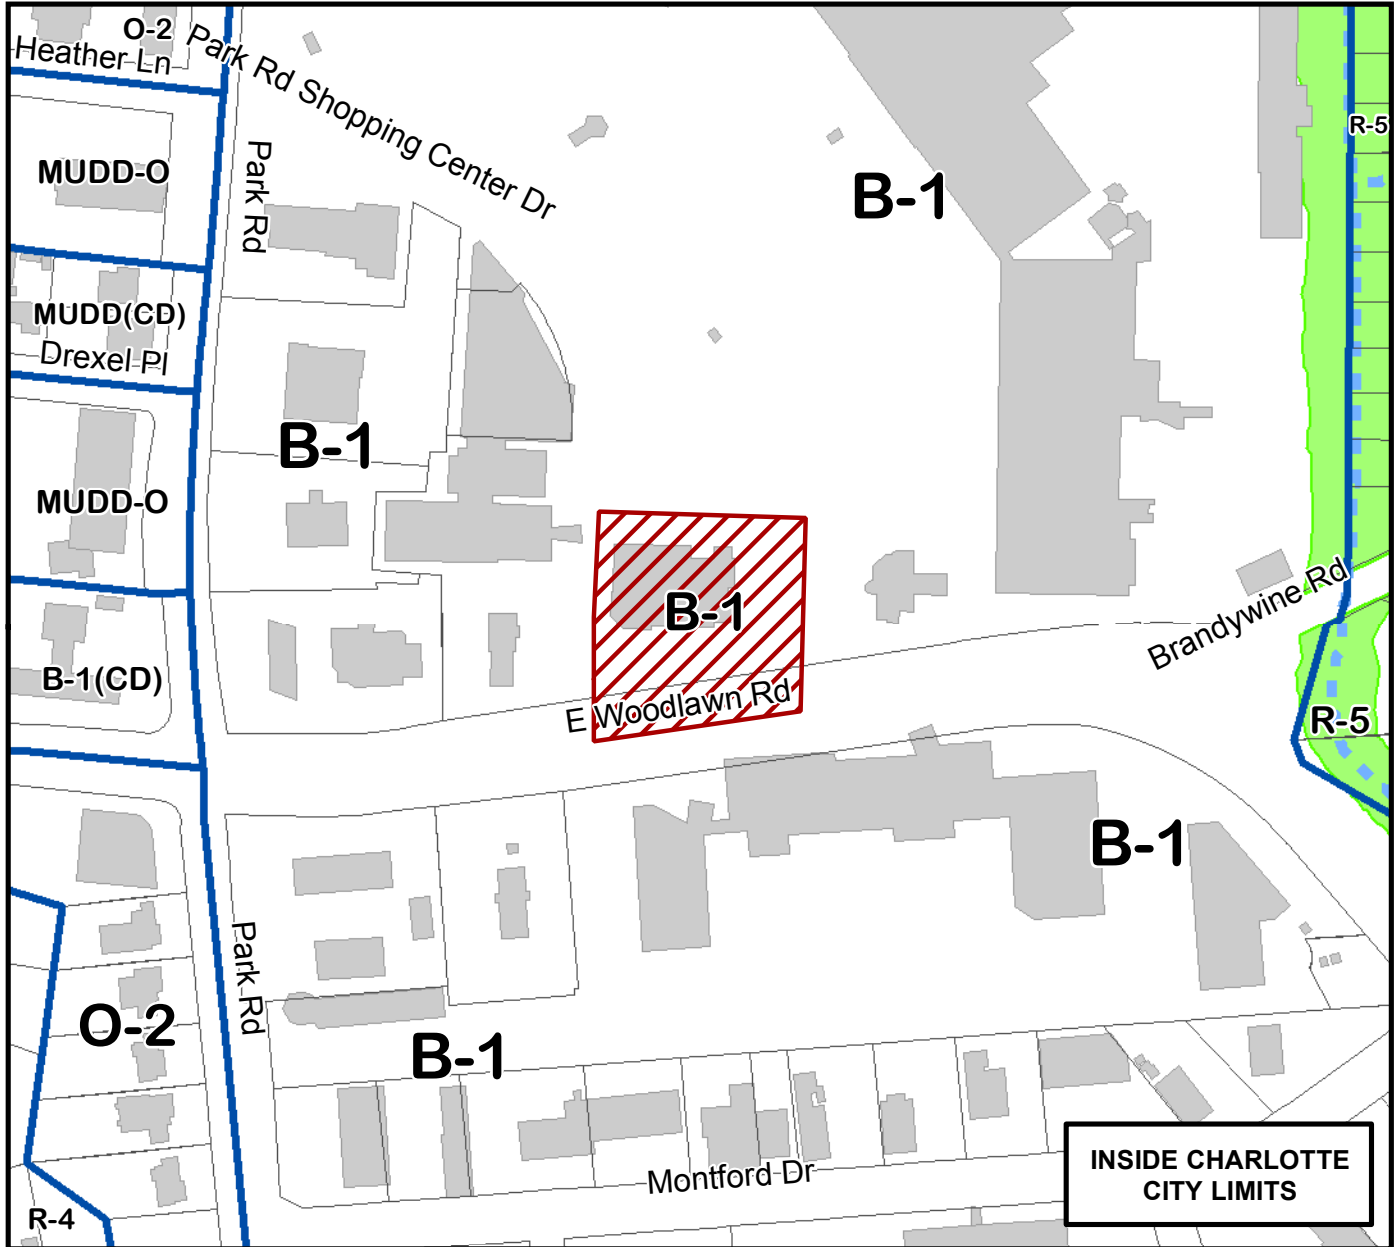 O-2
Heather Ln
Park Rd Shopping Center Dr
R-5
MUDD-O
Park Rd
B-1
MUDD(CD)
Drexel Pl
B-1
MUDD-O
B-1
Brandywine Rd
B-1(CD)
E Woodlawn Rd
R-5
B-1
Park Rd
O-2
B-1
Montford Dr
R-4
INSIDE CHARLOTTE
CITY LIMITS